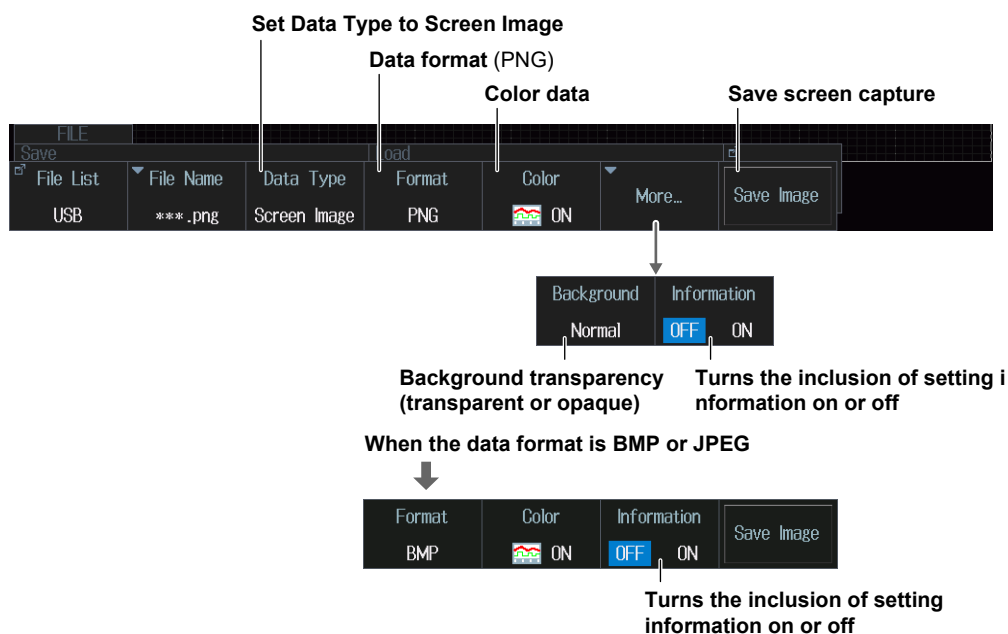 Set Data Type to Screen Image
Data format (PNG)
Color data
Save screen capture
FILE
Save
Load
File List
File Name
Data Type
Format
Color
More...
Save Image
USB
***.png
Screen Image
PNG
ON
Background
Information
Normal
OFF
ON
Background transparency
(transparent or opaque)
Turns the inclusion of setting i
nformation on or off
When the data format is BMP or JPEG
Format
Color
Information
Save Image
BMP
ON
OFF
ON
Turns the inclusion of setting
information on or off